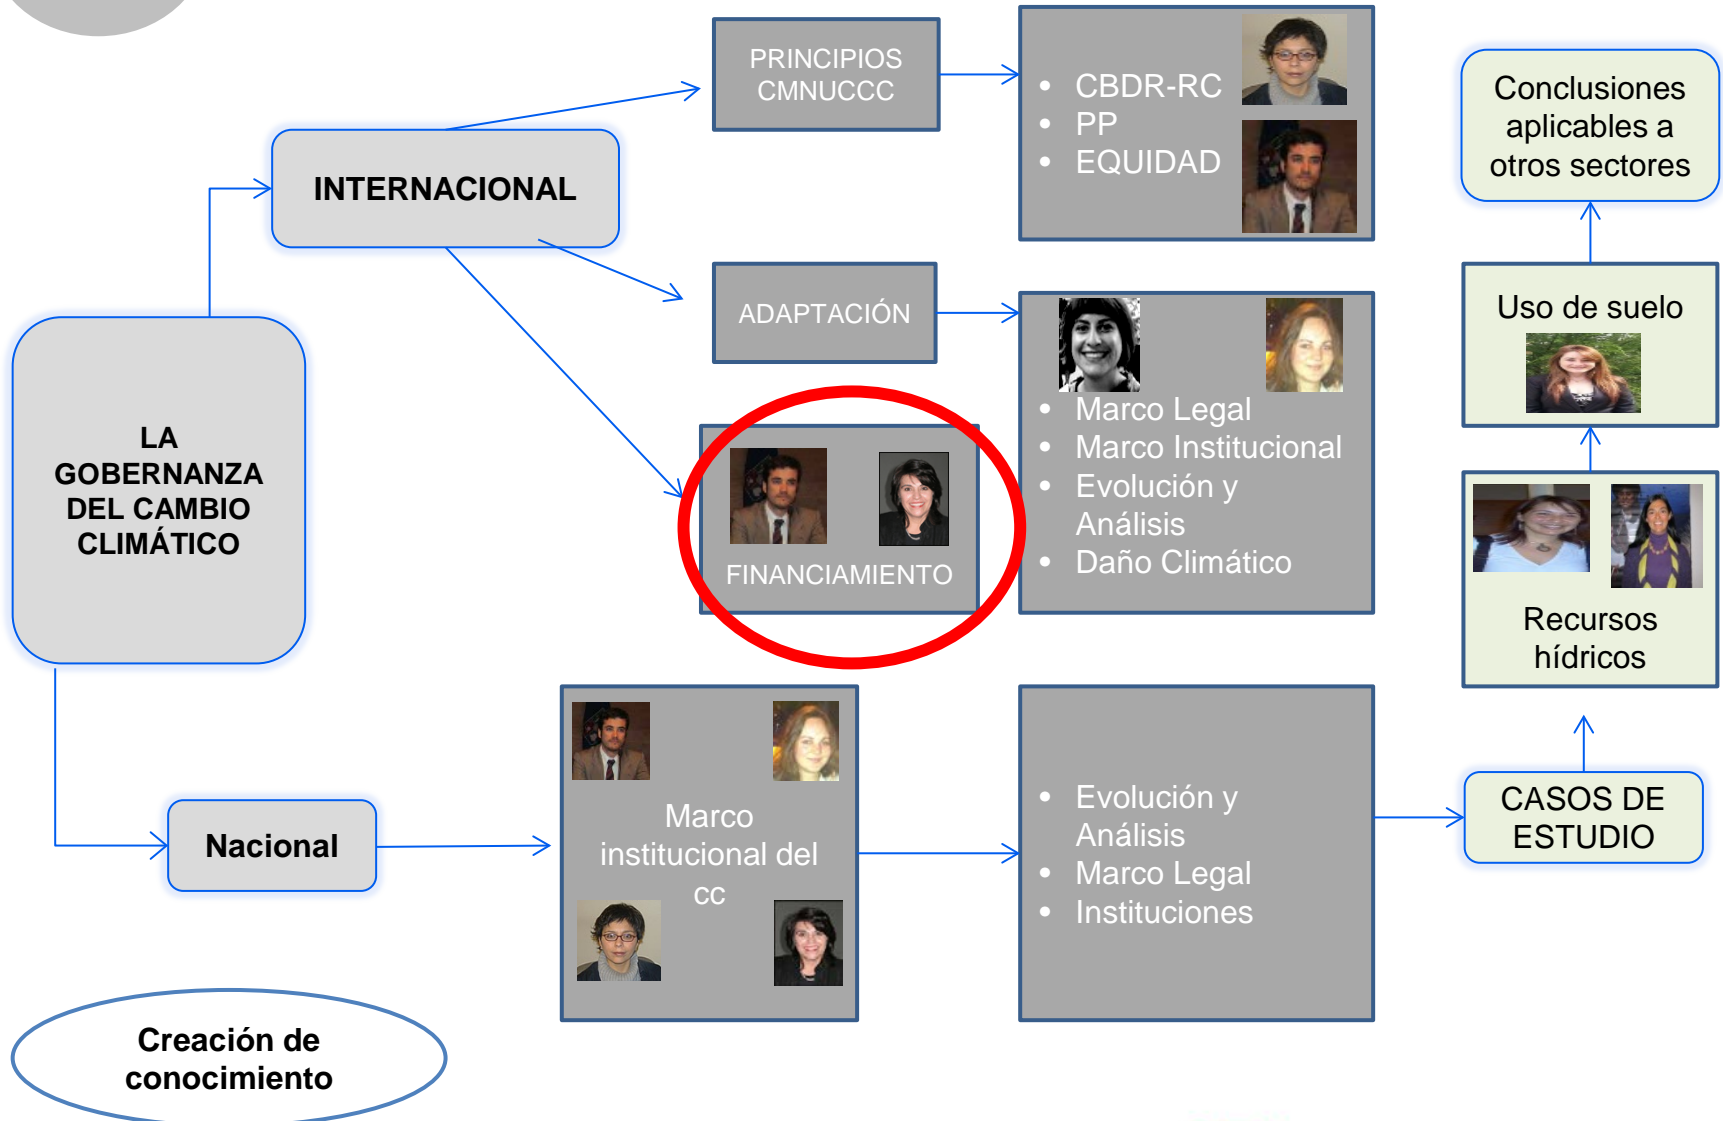 PRINCIPIOS
CMNUCCC
• CBDR-RC
• PP
• EQUIDAD
Conclusiones
aplicables a
otros sectores
INTERNACIONAL
ADAPTACIÓN
• Marco Legal
• Marco Institucional
• Evolución y
Análisis
• Daño Climático
Uso de suelo
LA
GOBERNANZA
DEL CAMBIO
CLIMÁTICO
FINANCIAMIENTO
Recursos
hídricos
Nacional
Marco
institucional del
cc
• Evolución y
Análisis
• Marco Legal
• Instituciones
CASOS DE
ESTUDIO
Creación de
conocimiento